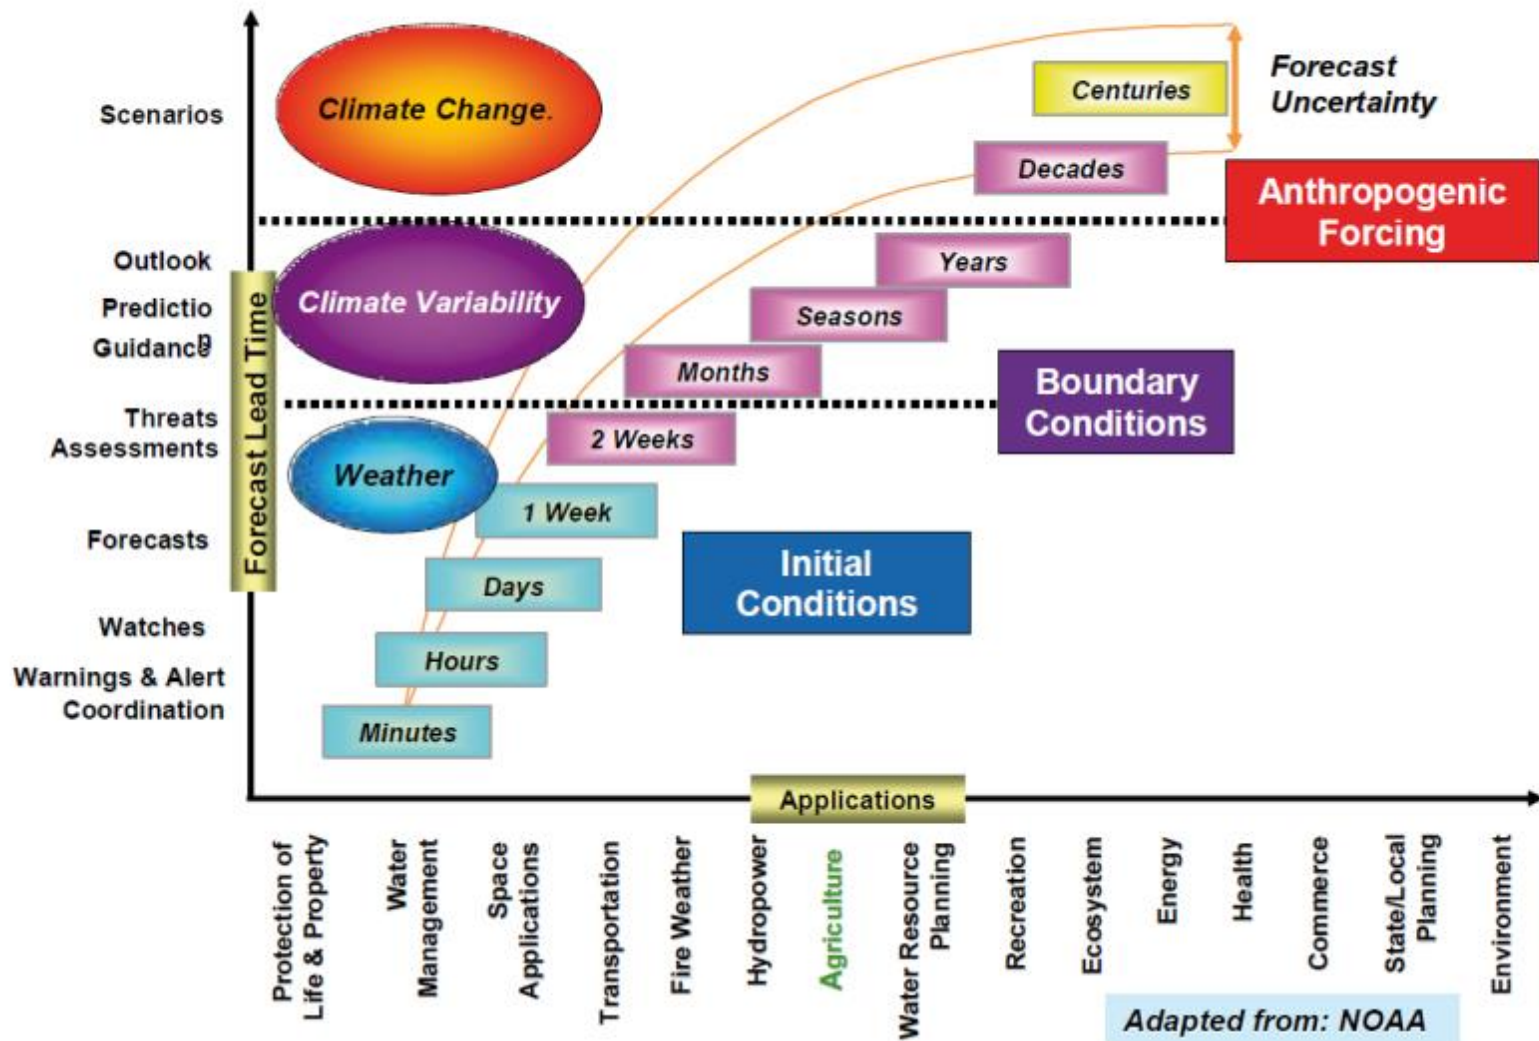 Scenarios
Climate Change.
Centuries
Forecast
Uncertainty
Decades
Anthropogenic
Forcing
Outlook
Predictio
n
Guidance
Climate Variability
Years
Seasons
Months
Boundary
Conditions
Forecast Lead Time
Threats
Assessments
Weather
2 Weeks
1 Week
Forecasts
Days
Initial
Conditions
Watches
Hours
Warnings & Alert
Coordination
Minutes
Applications
Protection of
Life & Property
Water
Management
Space
Applications
Transportation
Fire Weather
Hydropower
Agriculture
Water Resource
Planning
Recreation
Ecosystem
Energy
Health
Commerce
State/Local
Planning
Environment
Adapted from: NOAA